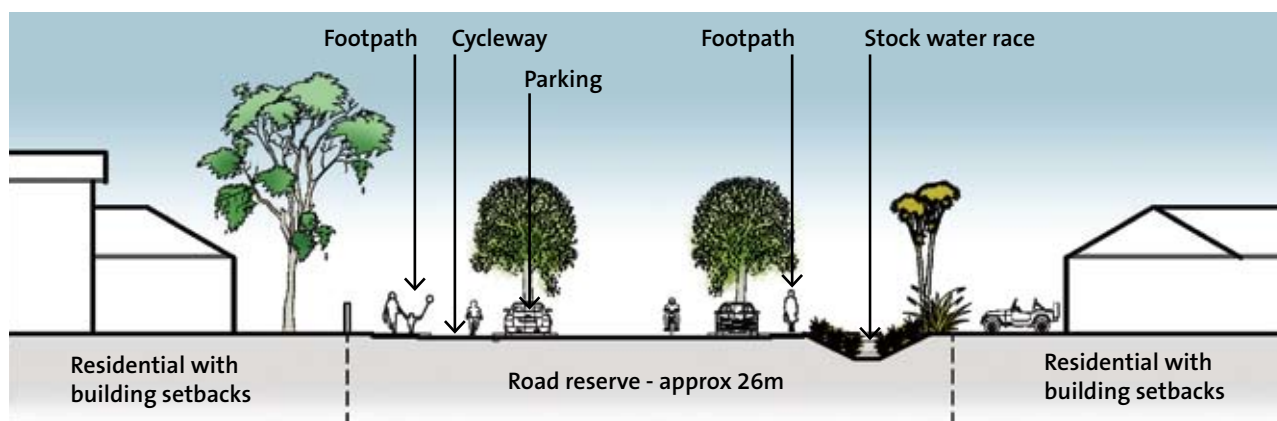 Footpath
Cycleway
Footpath
Stock water race
Parking
Residential with
building setbacks
Road reserve - approx 26m
Residential with
building setbacks